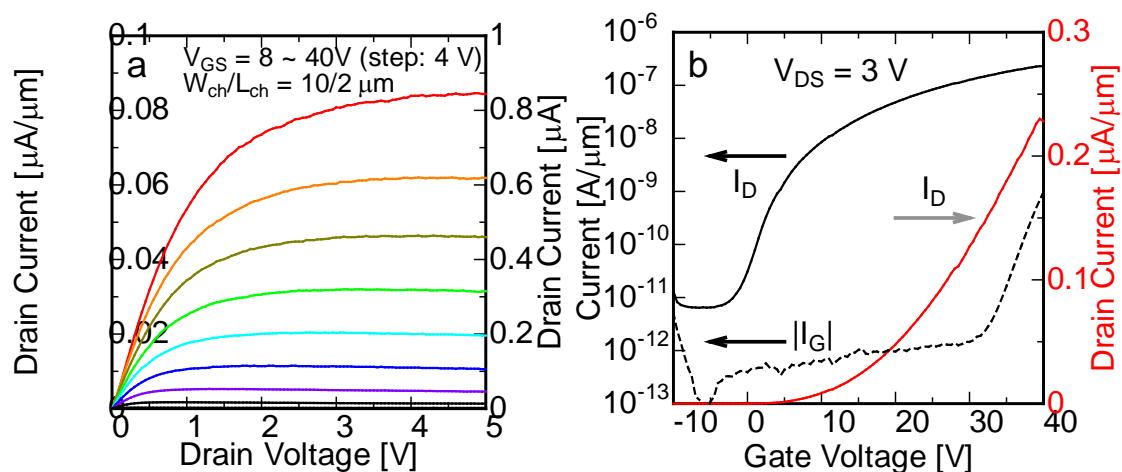 a
V_GS = 8 ~ 40V (step: 4 V)
W_ch/L_ch = 10/2 μm
0.1
0.08
0.06
0.04
0.02
0
Drain Current [μA/μm]
1
0.8
0.6
0.4
0.2
0
Drain Current [μA]
0 1 2 3 4 5
Drain Voltage [V]
b
V_DS = 3 V
10^-6
10^-7
10^-8
10^-9
10^-10
10^-11
10^-12
10^-13
Current [A/μm]
I_D
I_D
|I_G|
0.3
0.2
0.1
0
Drain Current [μA/μm]
-10 0 10 20 30 40
Gate Voltage [V]